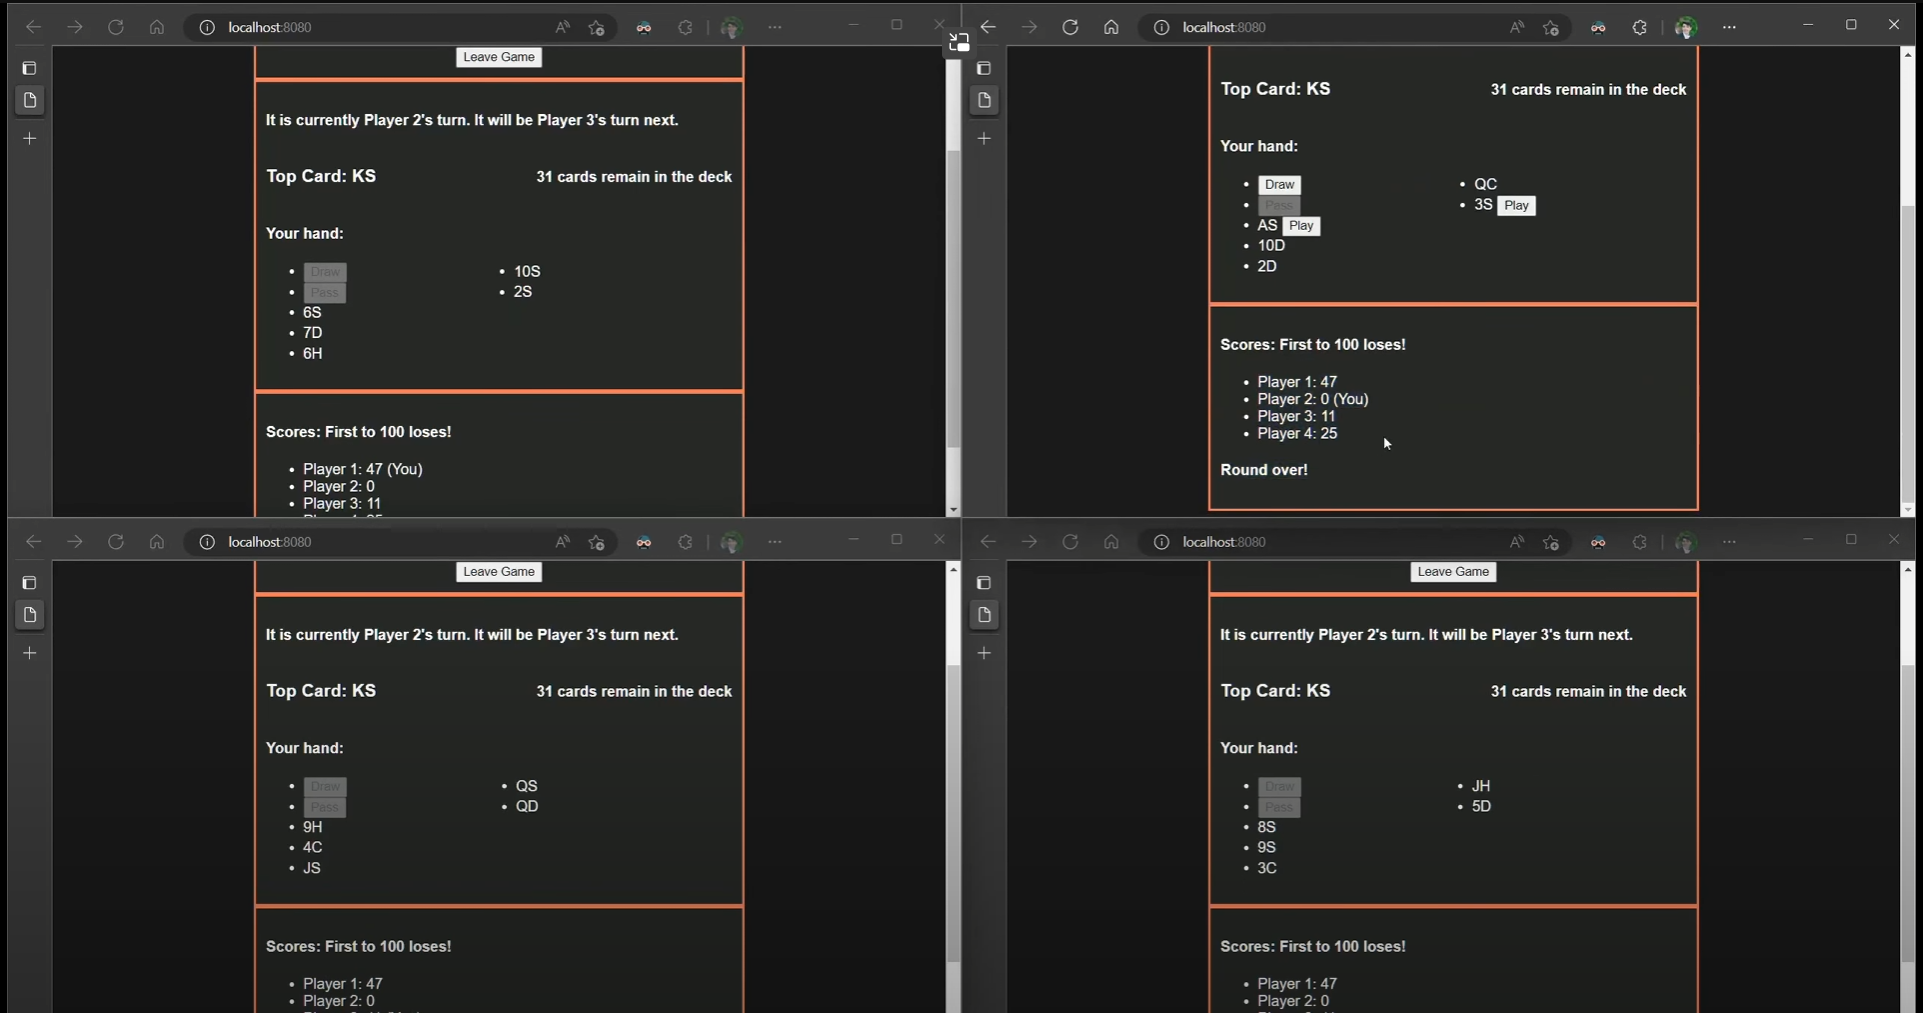 localhost:8080
Leave Game
It is currently Player 2's turn. It will be Player 3's turn next.
Top Card: KS 31 cards remain in the deck
Your hand:
Draw
Pass
6S
7D
6H
10S
2S
Scores: First to 100 loses!
Player 1: 47 (You)
Player 2: 0
Player 3: 11
localhost:8080
Top Card: KS 31 cards remain in the deck
Your hand:
Draw
Pass
AS Play
10D
2D
QC
3S Play
Scores: First to 100 loses!
Player 1: 47
Player 2: 0 (You)
Player 3: 11
Player 4: 25
Round over!
localhost:8080
Leave Game
It is currently Player 2's turn. It will be Player 3's turn next.
Top Card: KS 31 cards remain in the deck
Your hand:
Draw
Pass
9H
4C
JS
QS
QD
Scores: First to 100 loses!
Player 1: 47
Player 2: 0
localhost:8080
Leave Game
It is currently Player 2's turn. It will be Player 3's turn next.
Top Card: KS 31 cards remain in the deck
Your hand:
Draw
Pass
8S
9S
3C
JH
5D
Scores: First to 100 loses!
Player 1: 47
Player 2: 0